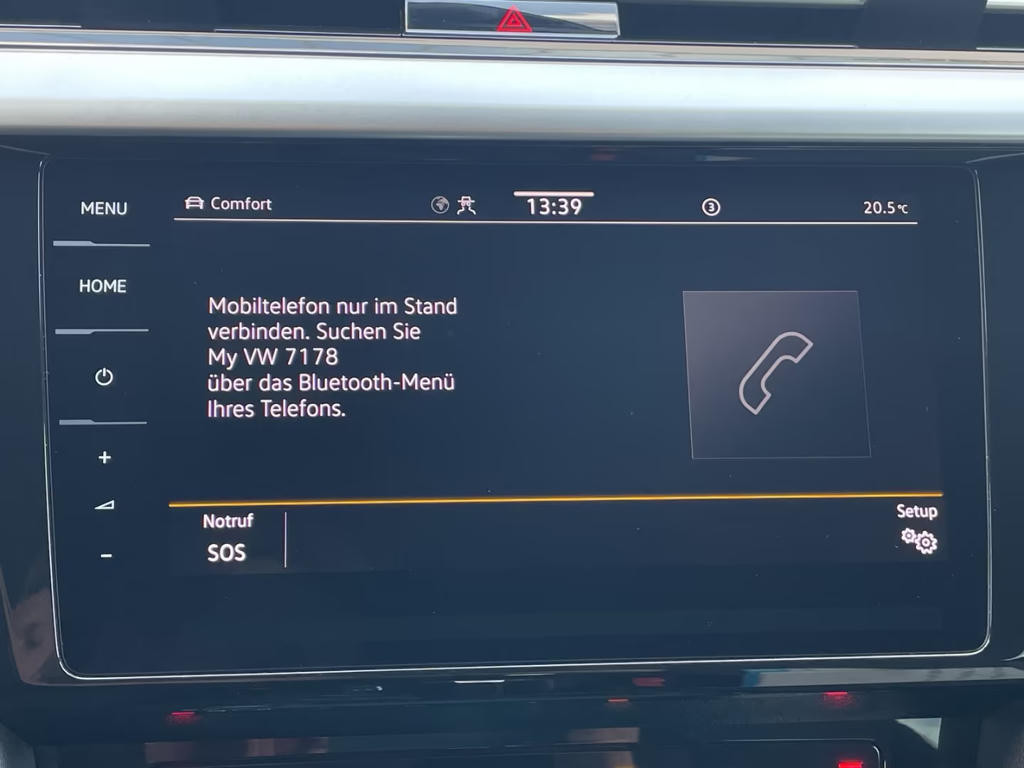 MENU
Comfort
13:39
3
20.5°C
HOME
Mobiltelefon nur im Stand
verbinden. Suchen Sie
My VW 7178
über das Bluetooth-Menü
Ihres Telefons.
+
-
Notruf
SOS
Setup